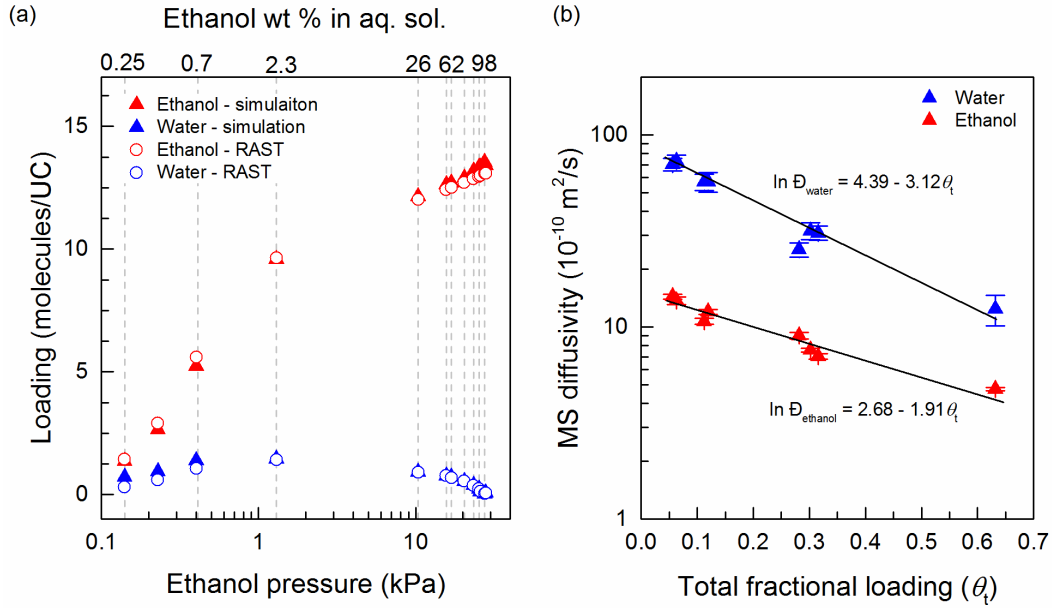 (a)
Ethanol wt % in aq. sol.
0.25 0.7 2.3 26 62 98
Ethanol - simulaiton
Water - simulation
Ethanol - RAST
Water - RAST
15
10
5
0
Loading (molecules/UC)
0.1 1 10
Ethanol pressure (kPa)
(b)
Water
Ethanol
ln Đwater = 4.39 - 3.12θt
ln Đethanol = 2.68 - 1.91θt
100
10
1
MS diffusivity (10⁻¹⁰ m²/s)
0.0 0.1 0.2 0.3 0.4 0.5 0.6 0.7
Total fractional loading (θt)